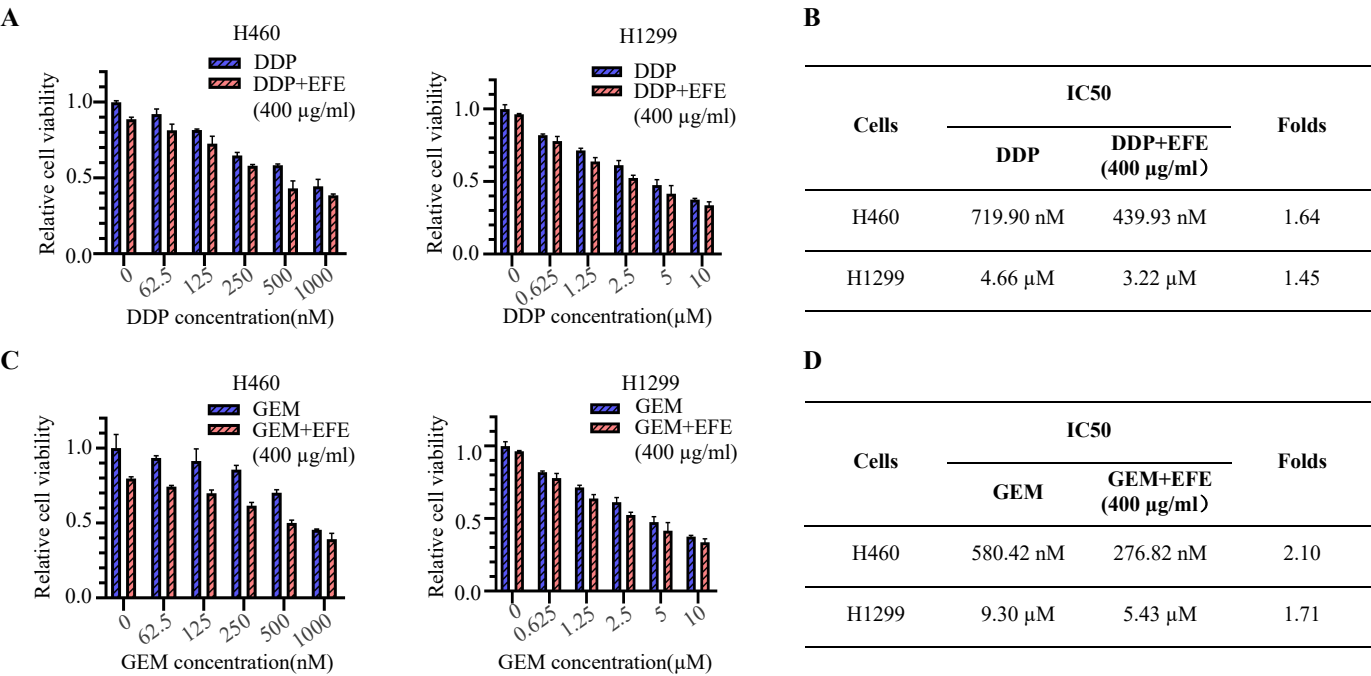 A
H460
DDP
DDP+EFE
(400 µg/ml)
Relative cell viability
1.0
0.5
0.0
0
62.5
125
250
500
1000
DDP concentration(nM)
H1299
DDP
DDP+EFE
(400 µg/ml)
Relative cell viability
1.0
0.5
0.0
0
0.625
1.25
2.5
5
10
DDP concentration(µM)
B
IC50
Cells
DDP
DDP+EFE
(400 µg/ml）
Folds
H460 719.90 nM 439.93 nM 1.64
H1299 4.66 µM 3.22 µM 1.45
C
H460
GEM
GEM+EFE
(400 µg/ml)
Relative cell viability
1.0
0.5
0.0
0
62.5
125
250
500
1000
GEM concentration(nM)
H1299
GEM
GEM+EFE
(400 µg/ml)
Relative cell viability
1.0
0.5
0.0
0
0.625
1.25
2.5
5
10
GEM concentration(µM)
D
IC50
Cells
GEM
GEM+EFE
(400 µg/ml）
Folds
H460 580.42 nM 276.82 nM 2.10
H1299 9.30 µM 5.43 µM 1.71